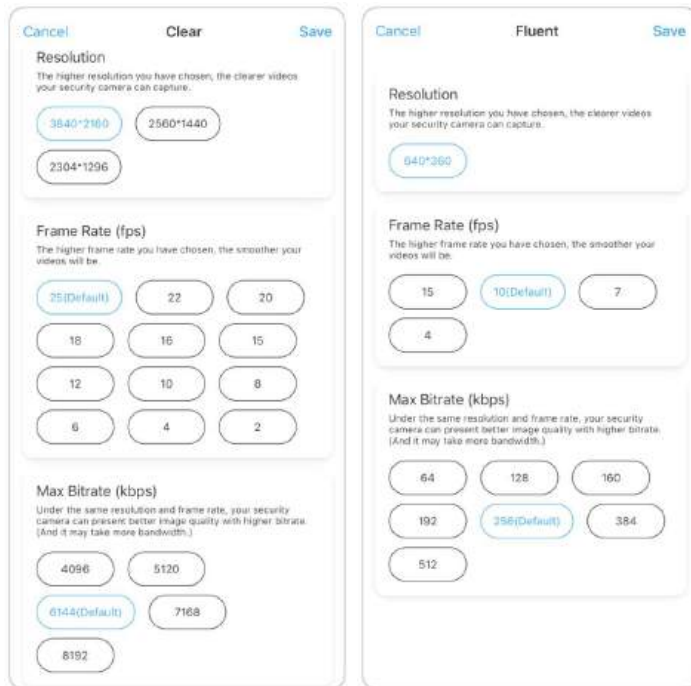 Cancel Clear Save
Resolution
The higher resolution you have chosen, the clearer videos
your security camera can capture.
3840*2160 2560*1440
2304*1296
Frame Rate (fps)
The higher frame rate you have chosen, the smoother your
videos will be.
25(Default) 22 20
18 16 15
12 10 8
6 4 2
Max Bitrate (kbps)
Under the same resolution and frame rate, your security
camera can present better image quality with higher bitrate.
(And it may take more bandwidth.)
4096 5120
6144(Default) 7168
8192
Cancel Fluent Save
Resolution
The higher resolution you have chosen, the clearer videos
your security camera can capture.
640*360
Frame Rate (fps)
The higher frame rate you have chosen, the smoother your
videos will be.
15 10(Default) 7
4
Max Bitrate (kbps)
Under the same resolution and frame rate, your security
camera can present better image quality with higher bitrate.
(And it may take more bandwidth.)
64 128 160
192 256(Default) 384
512